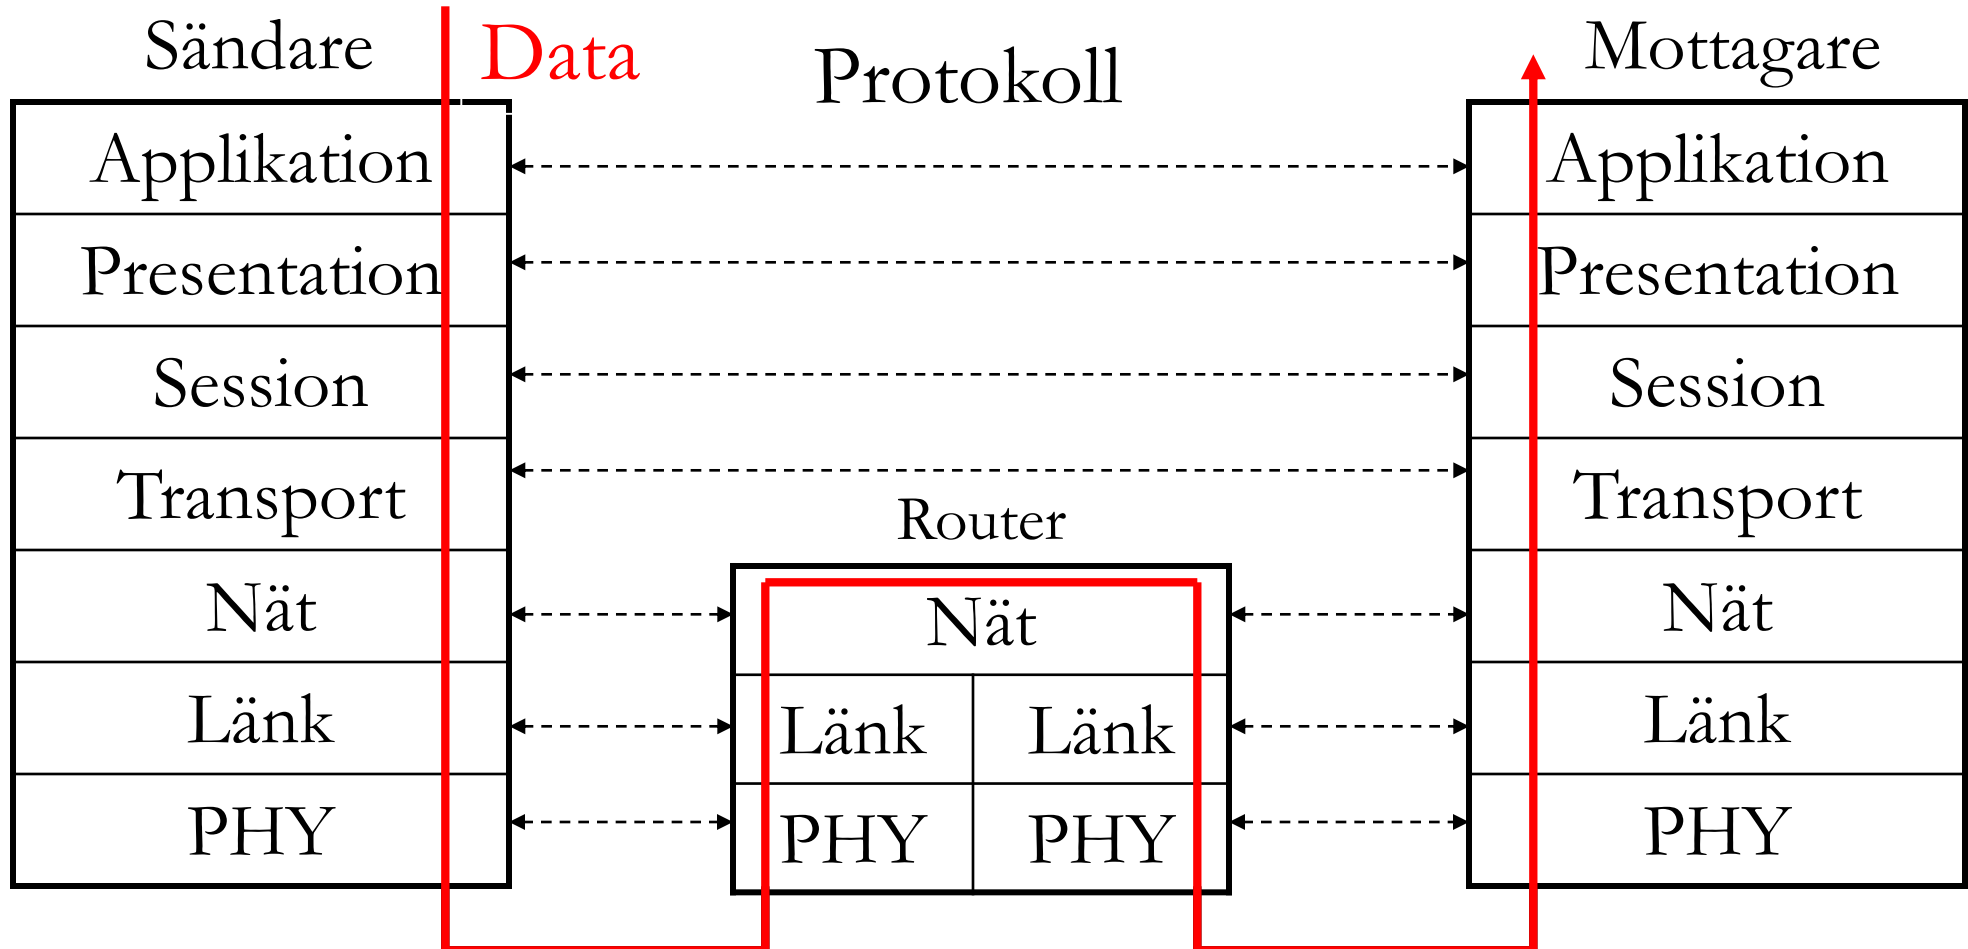 Sändare
Data
Protokoll
Mottagare
Applikation
Applikation
Presentation
Presentation
Session
Session
Transport
Transport
Router
Nät
Nät
Nät
Länk
Länk
Länk
Länk
PHY
PHY
PHY
PHY